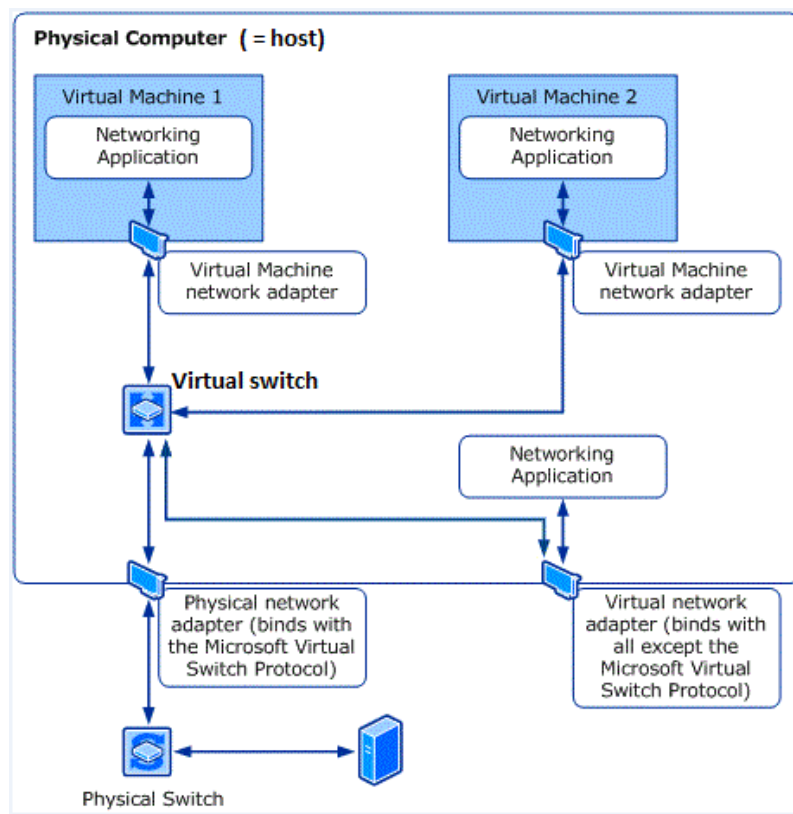 Physical Computer ( = host)
Virtual Machine 1
Networking
Application
Virtual Machine
network adapter
Virtual Machine 2
Networking
Application
Virtual Machine
network adapter
Virtual switch
Networking
Application
Physical network
adapter (binds with
the Microsoft Virtual
Switch Protocol)
Virtual network
adapter (binds with
all except the
Microsoft Virtual
Switch Protocol)
Physical Switch